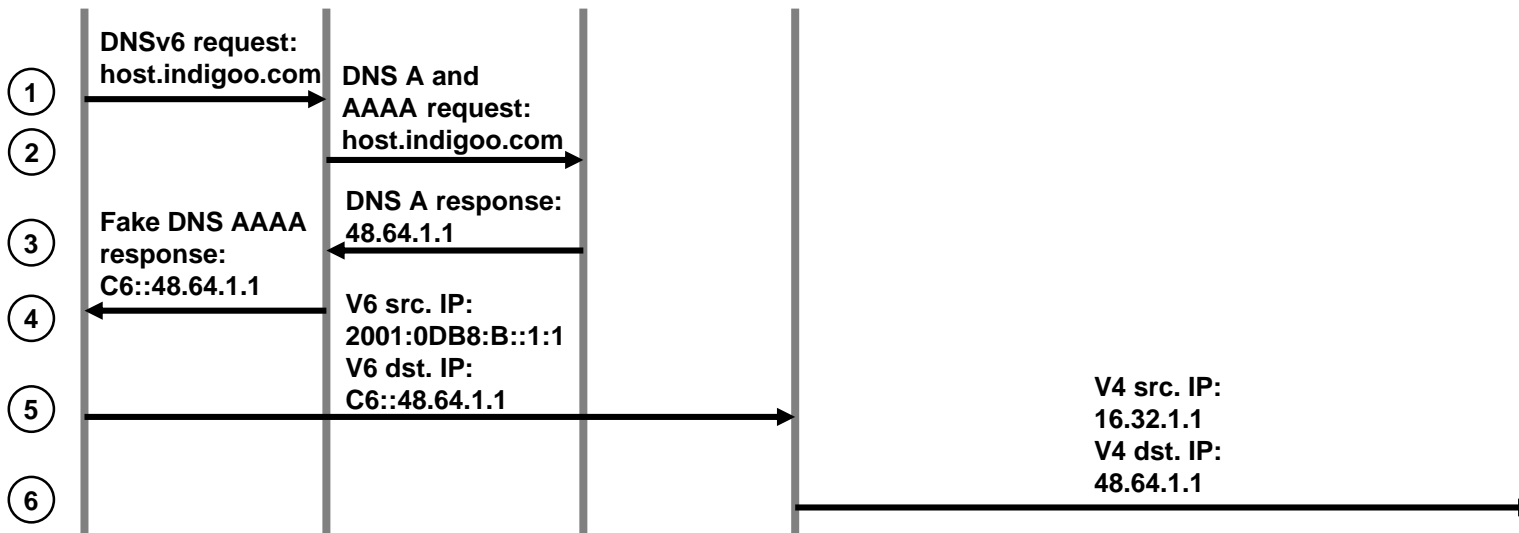 DNSv6 request:
host.indigoo.com
1
DNS A and
AAAA request:
host.indigoo.com
2
DNS A response:
48.64.1.1
3
Fake DNS AAAA
response:
C6::48.64.1.1
4
V6 src. IP:
2001:0DB8:B::1:1
V6 dst. IP:
C6::48.64.1.1
5
V4 src. IP:
16.32.1.1
V4 dst. IP:
48.64.1.1
6